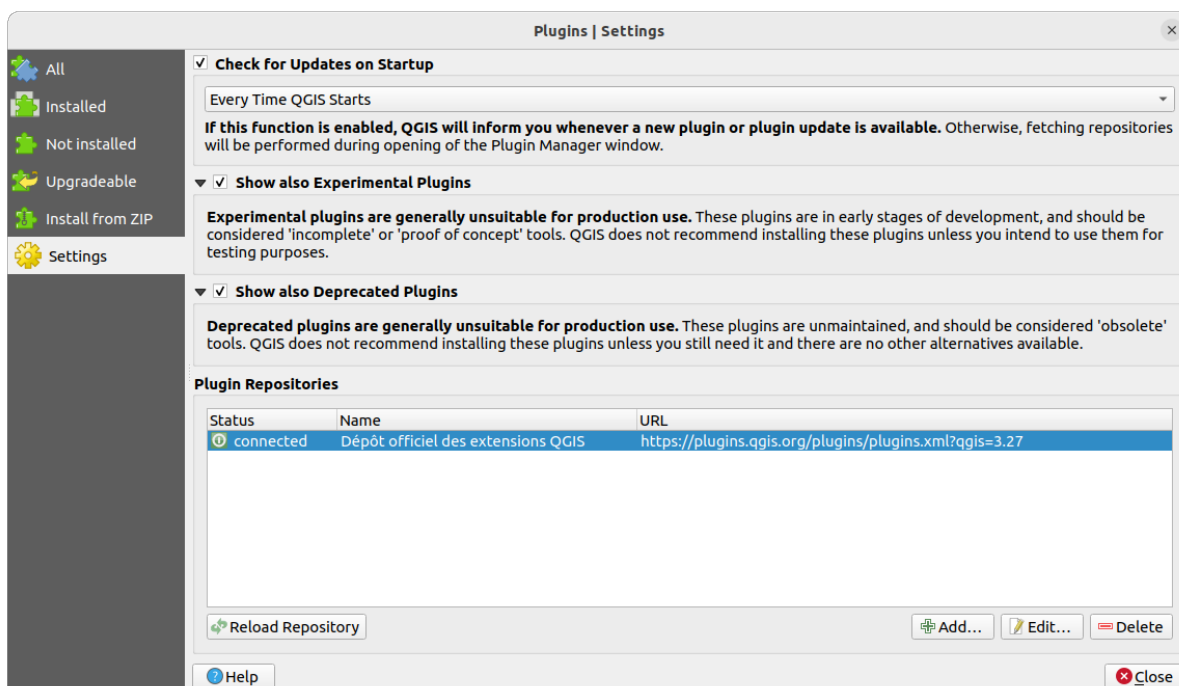 Plugins | Settings
All
Installed
Not installed
Upgradeable
Install from ZIP
Settings
Check for Updates on Startup
Every Time QGIS Starts
If this function is enabled, QGIS will inform you whenever a new plugin or plugin update is available. Otherwise, fetching repositories
will be performed during opening of the Plugin Manager window.
Show also Experimental Plugins
Experimental plugins are generally unsuitable for production use. These plugins are in early stages of development, and should be
considered 'incomplete' or 'proof of concept' tools. QGIS does not recommend installing these plugins unless you intend to use them for
testing purposes.
Show also Deprecated Plugins
Deprecated plugins are generally unsuitable for production use. These plugins are unmaintained, and should be considered 'obsolete'
tools. QGIS does not recommend installing these plugins unless you still need it and there are no other alternatives available.
Plugin Repositories
Status Name URL
connected Dépôt officiel des extensions QGIS https://plugins.qgis.org/plugins/plugins.xml?qgis=3.27
Reload Repository Add... Edit... Delete
Help Close